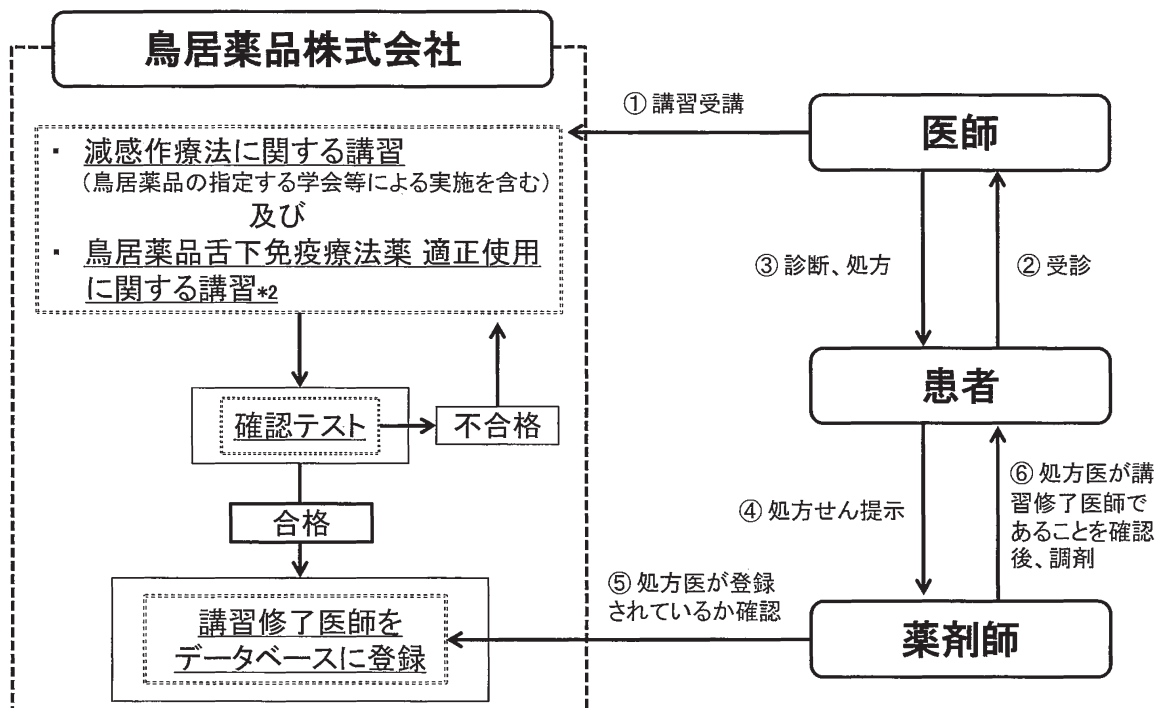 鳥居薬品株式会社
① 講習受講
医師
・ 減感作療法に関する講習
(鳥居薬品の指定する学会等による実施を含む)
及び
・ 鳥居薬品舌下免疫療法薬 適正使用
に関する講習*2
③ 診断、処方
② 受診
患者
確認テスト
不合格
合格
④ 処方せん提示
⑥ 処方医が講
習修了医師で
あることを確認
後、調剤
⑤ 処方医が登録
されているか確認
講習修了医師を
データベースに登録
薬剤師